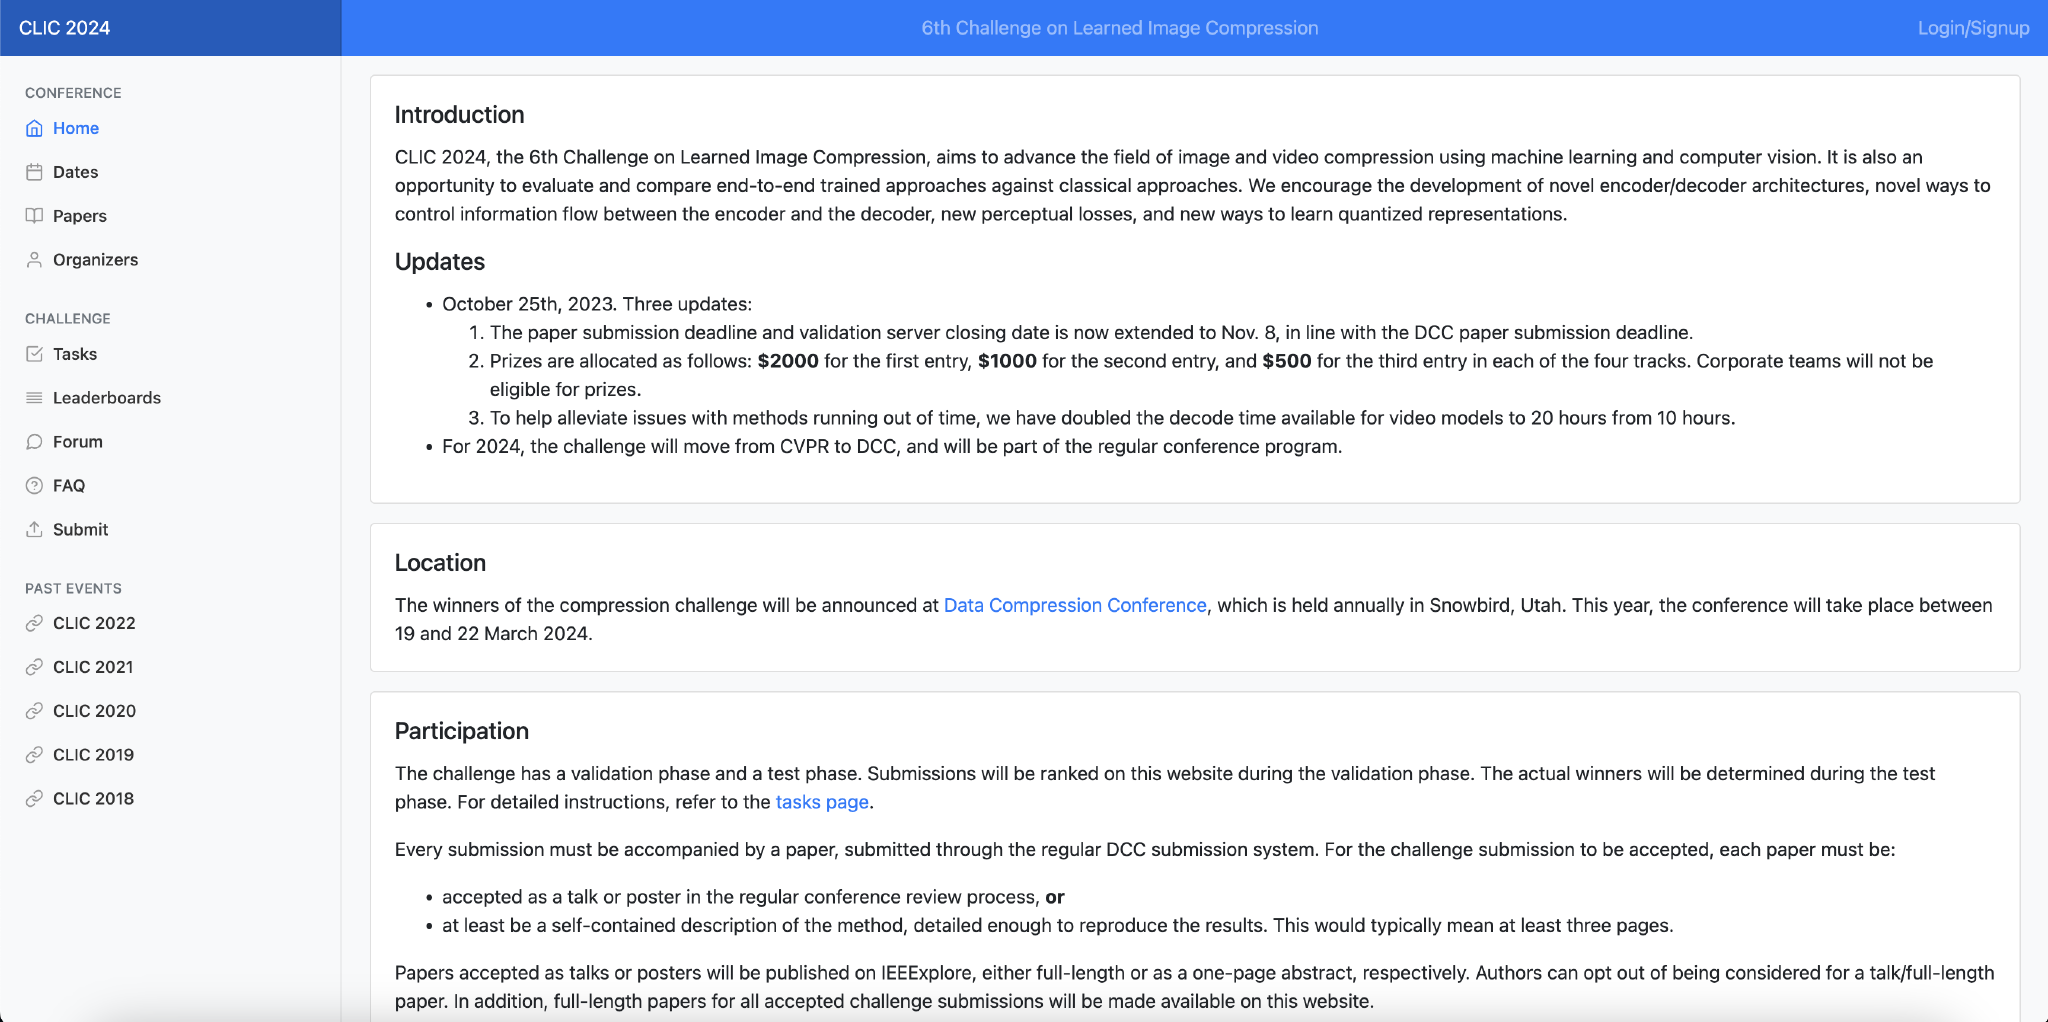 CLIC 2024
6th Challenge on Learned Image Compression
Login/Signup
CONFERENCE
Home
Dates
Papers
Organizers
CHALLENGE
Tasks
Leaderboards
Forum
FAQ
Submit
PAST EVENTS
CLIC 2022
CLIC 2021
CLIC 2020
CLIC 2019
CLIC 2018
Introduction
CLIC 2024, the 6th Challenge on Learned Image Compression, aims to advance the field of image and video compression using machine learning and computer vision. It is also an
opportunity to evaluate and compare end-to-end trained approaches against classical approaches. We encourage the development of novel encoder/decoder architectures, novel ways to
control information flow between the encoder and the decoder, new perceptual losses, and new ways to learn quantized representations.
Updates
• October 25th, 2023. Three updates:
1. The paper submission deadline and validation server closing date is now extended to Nov. 8, in line with the DCC paper submission deadline.
2. Prizes are allocated as follows: $2000 for the first entry, $1000 for the second entry, and $500 for the third entry in each of the four tracks. Corporate teams will not be
eligible for prizes.
3. To help alleviate issues with methods running out of time, we have doubled the decode time available for video models to 20 hours from 10 hours.
• For 2024, the challenge will move from CVPR to DCC, and will be part of the regular conference program.
Location
The winners of the compression challenge will be announced at Data Compression Conference, which is held annually in Snowbird, Utah. This year, the conference will take place between
19 and 22 March 2024.
Participation
The challenge has a validation phase and a test phase. Submissions will be ranked on this website during the validation phase. The actual winners will be determined during the test
phase. For detailed instructions, refer to the tasks page.
Every submission must be accompanied by a paper, submitted through the regular DCC submission system. For the challenge submission to be accepted, each paper must be:
• accepted as a talk or poster in the regular conference review process, or
• at least be a self-contained description of the method, detailed enough to reproduce the results. This would typically mean at least three pages.
Papers accepted as talks or posters will be published on IEEExplore, either full-length or as a one-page abstract, respectively. Authors can opt out of being considered for a talk/full-length
paper. In addition, full-length papers for all accepted challenge submissions will be made available on this website.